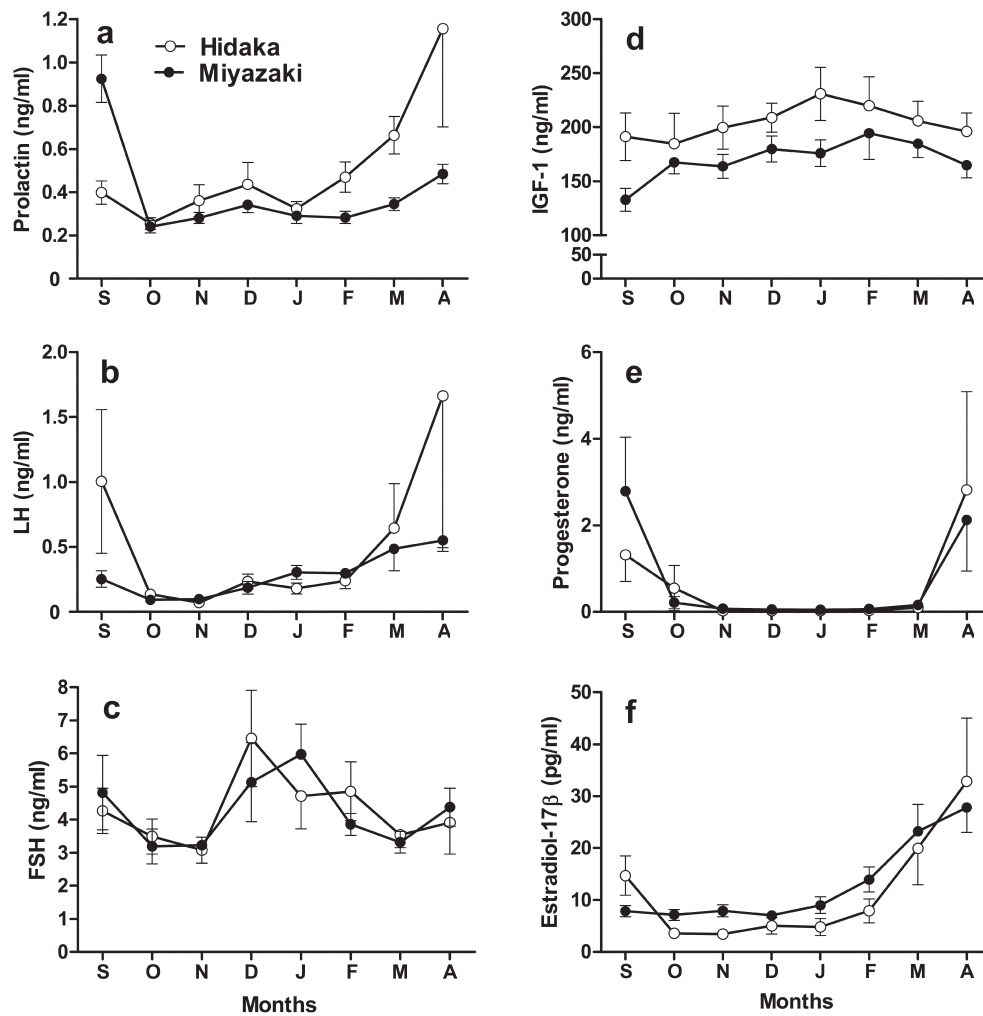 a
Hidaka
Miyazaki
Prolactin (ng/ml)
1.2
1.0
0.8
0.6
0.4
0.2
0
S O N D J F M A
b
LH (ng/ml)
2.0
1.5
1.0
0.5
0
S O N D J F M A
c
FSH (ng/ml)
8
7
6
5
4
3
2
1
0
S O N D J F M A
Months
d
IGF-1 (ng/ml)
300
250
200
150
100
50
0
S O N D J F M A
e
Progesterone (ng/ml)
6
4
2
0
S O N D J F M A
f
Estradiol-17β (pg/ml)
50
40
30
20
10
0
S O N D J F M A
Months